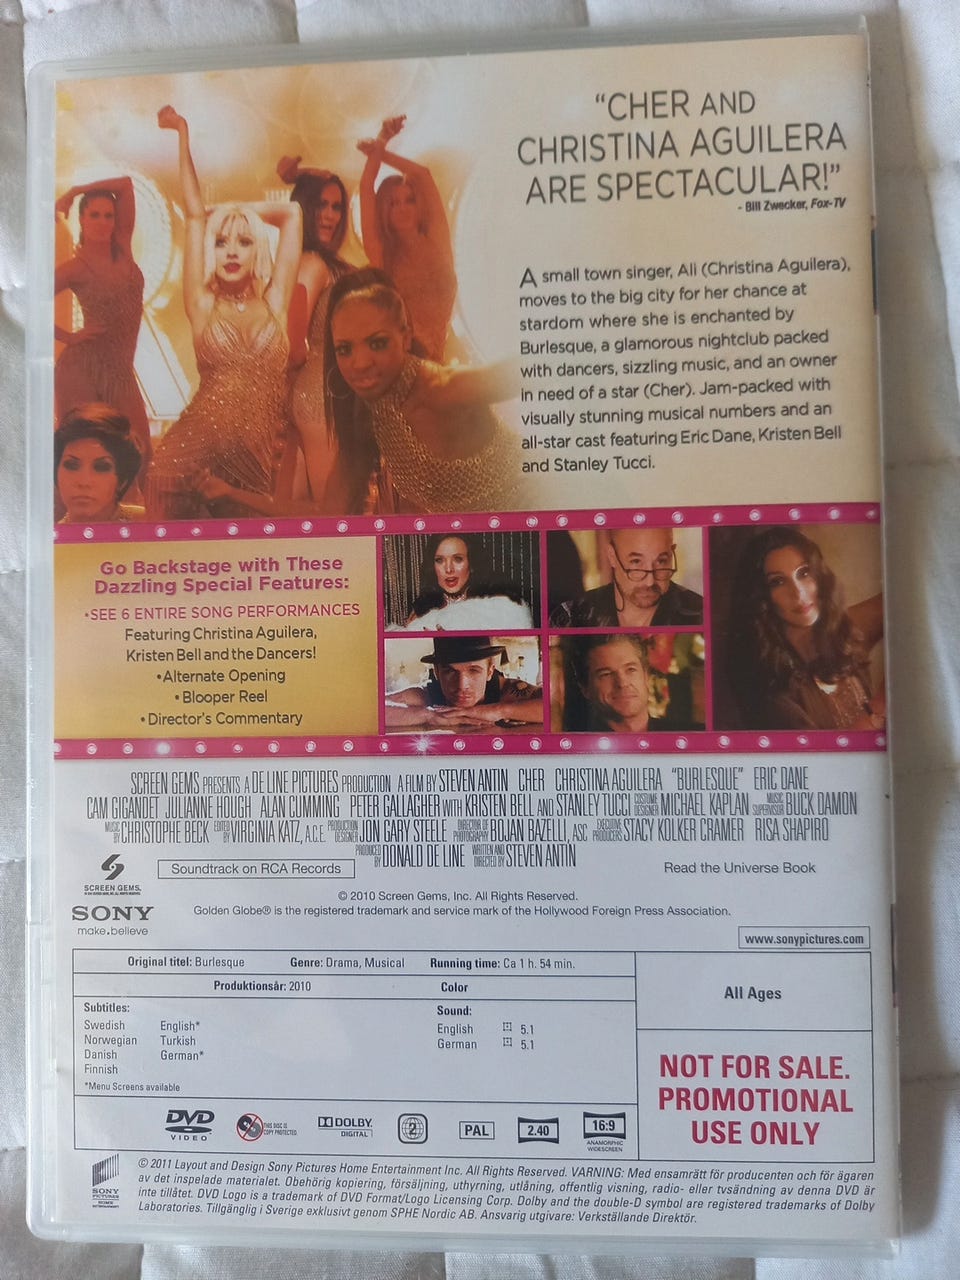 “CHER AND
CHRISTINA AGUILERA
ARE SPECTACULAR!”
- Bill Zwecker, Fox-TV
A small town singer, Ali (Christina Aguilera),
moves to the big city for her chance at
stardom where she is enchanted by
Burlesque, a glamorous nightclub packed
with dancers, sizzling music, and an owner
in need of a star (Cher). Jam-packed with
visually stunning musical numbers and an
all-star cast featuring Eric Dane, Kristen Bell
and Stanley Tucci.
Go Backstage with These
Dazzling Special Features:
•SEE 6 ENTIRE SONG PERFORMANCES
Featuring Christina Aguilera,
Kristen Bell and the Dancers!
•Alternate Opening
•Blooper Reel
•Director's Commentary
SCREEN GEMS PRESENTS A DE LINE PICTURES PRODUCTION A FILM BY STEVEN ANTIN CHER CHRISTINA AGUILERA "BURLESQUE" ERIC DANE
CAM GIGANDET JULIANNE HOUGH ALAN CUMMING PETER GALLAGHER WITH KRISTEN BELL AND STANLEY TUCCI COSTUME DESIGNER MICHAEL KAPLAN MUSIC SUPERVISOR BUCK DAMON
MUSIC BY CHRISTOPHE BECK EDITED BY VIRGINIA KATZ, A.C.E. PRODUCTION DESIGNER JON GARY STEELE DIRECTOR OF PHOTOGRAPHY BOJAN BAZELLI, ASC EXECUTIVE PRODUCERS STACY KOLKER CRAMER RISA SHAPIRO
PRODUCED BY DONALD DE LINE WRITTEN AND DIRECTED BY STEVEN ANTIN
SCREEN GEMS.
Soundtrack on RCA Records
Read the Universe Book
SONY
make.believe
© 2010 Screen Gems, Inc. All Rights Reserved.
Golden Globe® is the registered trademark and service mark of the Hollywood Foreign Press Association.
www.sonypictures.com
Original titel: Burlesque Genre: Drama, Musical Running time: Ca 1 h. 54 min.
Produktionsår: 2010 Color
All Ages
Subtitles:
Swedish English*
Norwegian Turkish
Danish German*
Finnish
*Menu Screens available
Sound:
English 5.1
German 5.1
NOT FOR SALE.
PROMOTIONAL
USE ONLY
DVD
VIDEO
THIS DISC IS
COPY PROTECTED
DOLBY
DIGITAL
2
PAL
2.40
16:9
ANAMORPHIC
WIDESCREEN
SONY
PICTURES
HOME
ENTERTAINMENT
© 2011 Layout and Design Sony Pictures Home Entertainment Inc. All Rights Reserved. VARNING: Med ensamrätt för producenten och för ägaren
av det inspelade materialet. Obehörig kopiering, försäljning, uthyrning, utlåning, offentlig visning, radio- eller tvsändning av denna DVD är
inte tillåtet. DVD Logo is a trademark of DVD Format/Logo Licensing Corp. Dolby and the double-D symbol are registered trademarks of Dolby
Laboratories. Tillgänglig i Sverige exklusivt genom SPHE Nordic AB. Ansvarig utgivare: Verkställande Direktör.